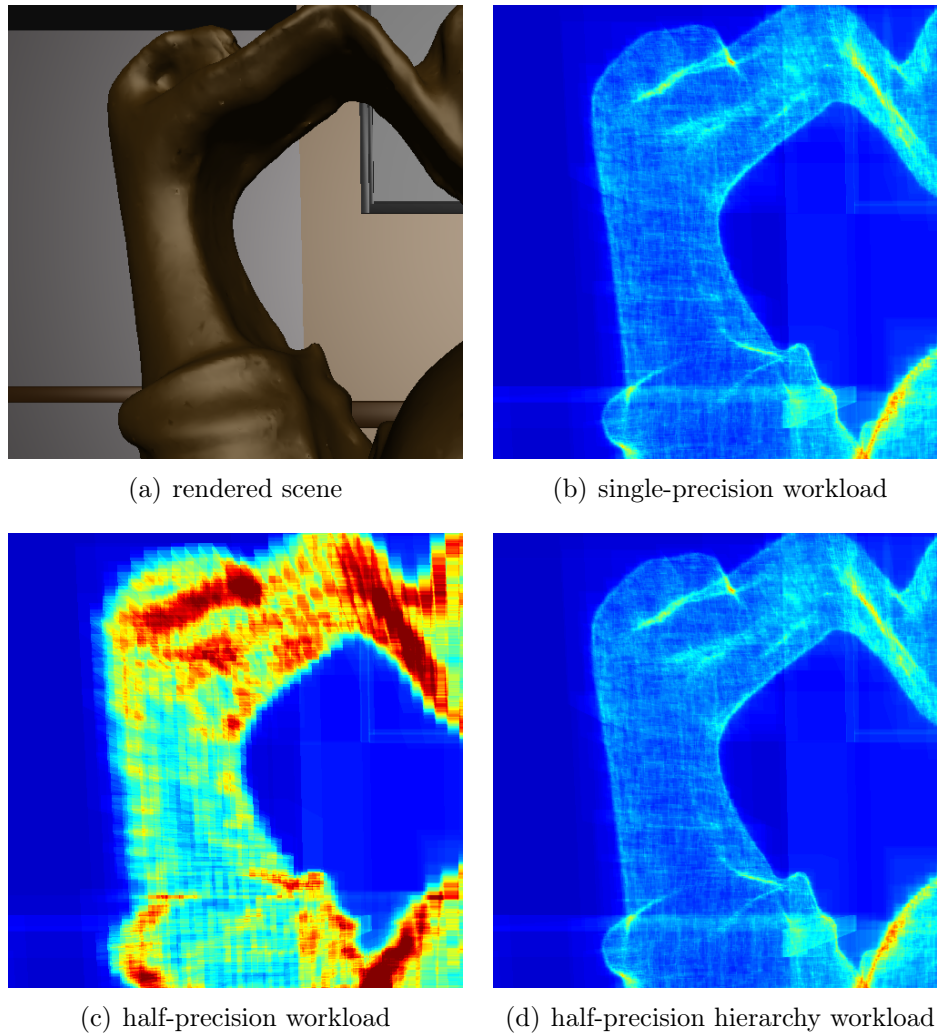 (a) rendered scene
(b) single-precision workload
(c) half-precision workload
(d) half-precision hierarchy workload